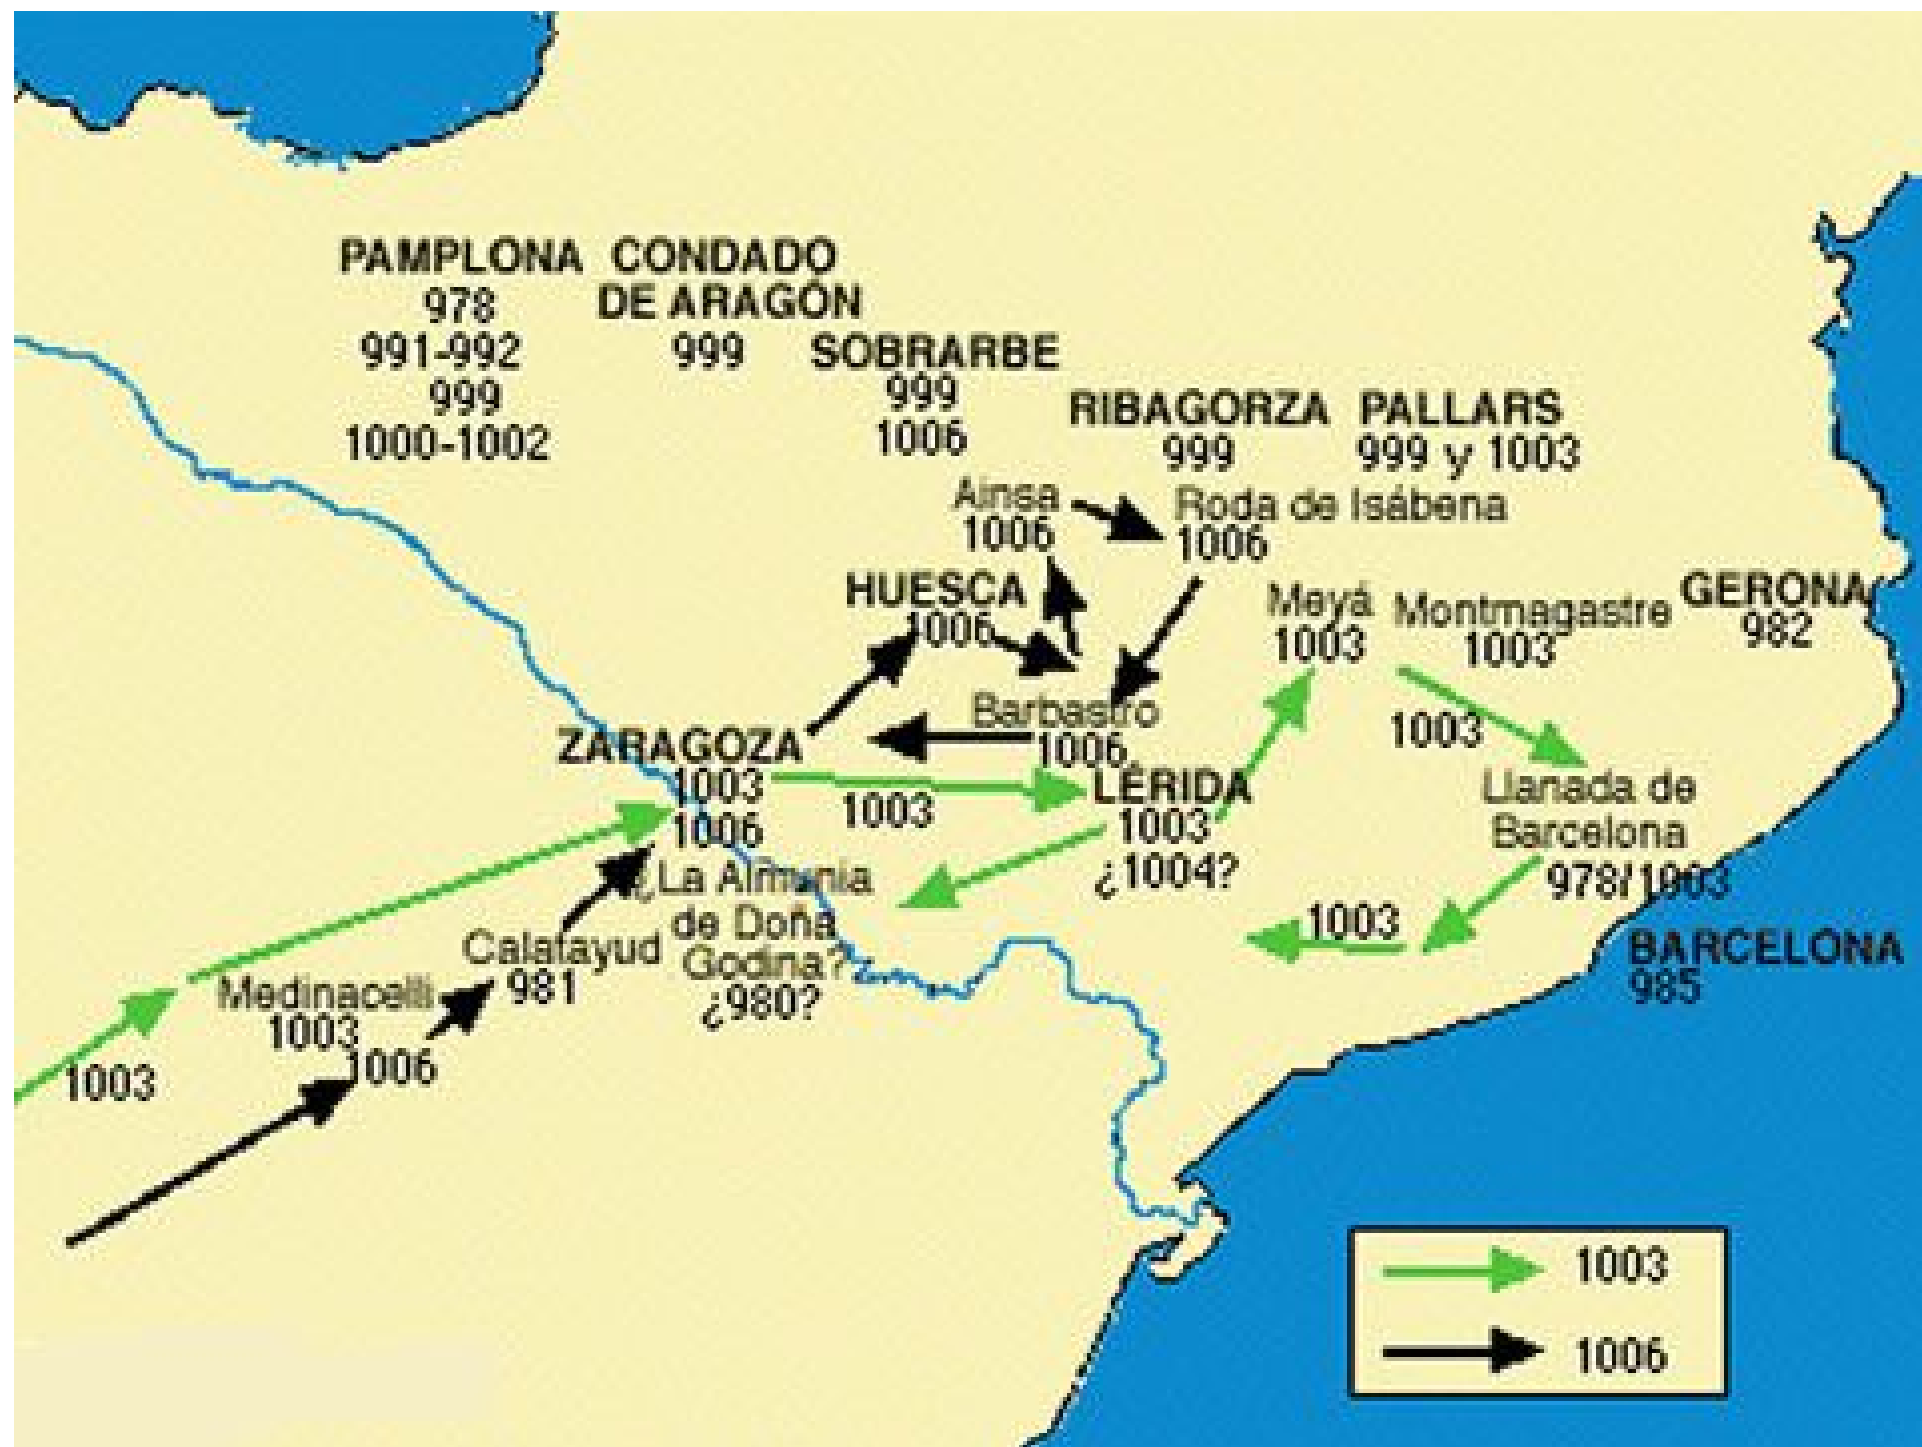 PAMPLONA
978
991-992
999
1000-1002
CONDADO
DE ARAGÓN
999
SOBRARBE
999
1006
RIBAGORZA
999
PALLARS
999 y 1003
Ainsa
1006
Roda de Isábena
1006
HUESCA
1006
Meyá
1003
Montmagastre
1003
GERONA
982
Barbastro
1006
1003
ZARAGOZA
1003
1006
1003
LÉRIDA
1003
¿1004?
Llanada de
Barcelona
978/1003
¿La Almunia
de Doña
Godina?
¿980?
Calatayud
981
1003
BARCELONA
985
Medinacelli
1003
1006
1003
1003
1006